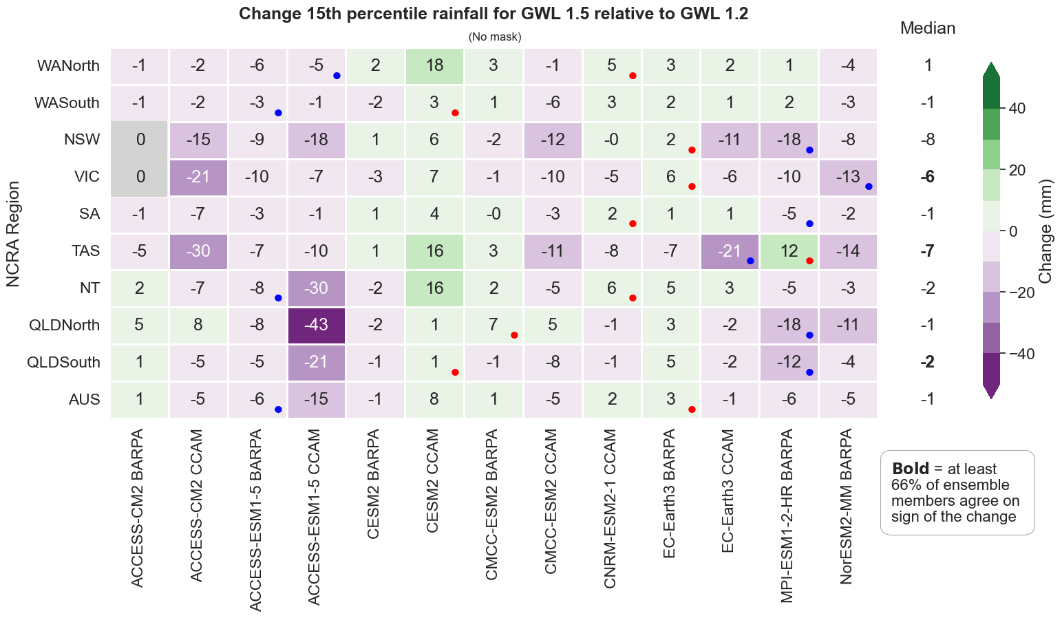 Change 15th percentile rainfall for GWL 1.5 relative to GWL 1.2
(No mask)
Median
NCRA Region
WANorth -1 -2 -6 -5 2 18 3 -1 5 3 2 1 -4 1
WASouth -1 -2 -3 -1 -2 3 1 -6 3 2 1 2 -3 -1
NSW 0 -15 -9 -18 1 6 -2 -12 -0 2 -11 -18 -8 -8
VIC 0 -21 -10 -7 -3 7 -1 -10 -5 6 -6 -10 -13 -6
SA -1 -7 -3 -1 1 4 -0 -3 2 1 1 -5 -2 -1
TAS -5 -30 -7 -10 1 16 3 -11 -8 -7 -21 12 -14 -7
NT 2 -7 -8 -30 -2 16 2 -5 6 5 3 -5 -3 -2
QLDNorth 5 8 -8 -43 -2 1 7 5 -1 3 -2 -18 -11 -1
QLDSouth 1 -5 -5 -21 -1 1 -1 -8 -1 5 -2 -12 -4 -2
AUS 1 -5 -6 -15 -1 8 1 -5 2 3 -1 -6 -5 -1
ACCESS-CM2 BARPA
ACCESS-CM2 CCAM
ACCESS-ESM1-5 BARPA
ACCESS-ESM1-5 CCAM
CESM2 BARPA
CESM2 CCAM
CMCC-ESM2 BARPA
CMCC-ESM2 CCAM
CNRM-ESM2-1 CCAM
EC-Earth3 BARPA
EC-Earth3 CCAM
MPI-ESM1-2-HR BARPA
NorESM2-MM BARPA
40
20
0
−20
−40
Change (mm)
Bold = at least
66% of ensemble
members agree on
sign of the change